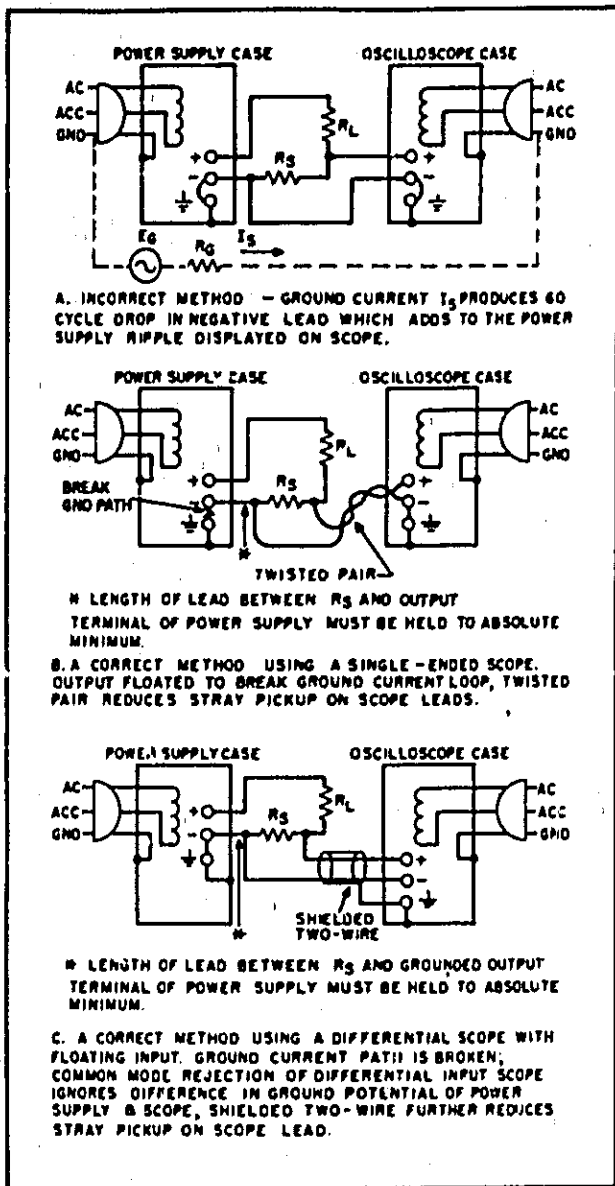 POWER SUPPLY CASE OSCILLOSCOPE CASE
AC AC
ACC ACC
GND GND
RL
+ RS +
- -
EG RG IS
A. INCORRECT METHOD - GROUND CURRENT IS PRODUCES 60
CYCLE DROP IN NEGATIVE LEAD WHICH ADDS TO THE POWER
SUPPLY RIPPLE DISPLAYED ON SCOPE.
POWER SUPPLY CASE OSCILLOSCOPE CASE
AC AC
ACC ACC
GND GND
RL
+ RS +
BREAK
GND PATH
- -
TWISTED PAIR
* LENGTH OF LEAD BETWEEN RS AND OUTPUT
TERMINAL OF POWER SUPPLY MUST BE HELD TO ABSOLUTE
MINIMUM.
B. A CORRECT METHOD USING A SINGLE-ENDED SCOPE.
OUTPUT FLOATED TO BREAK GROUND CURRENT LOOP, TWISTED
PAIR REDUCES STRAY PICKUP ON SCOPE LEADS.
POWER SUPPLY CASE OSCILLOSCOPE CASE
AC AC
ACC ACC
GND GND
RL
+ RS +
- -
SHIELDED
TWO-WIRE
*
* LENGTH OF LEAD BETWEEN RS AND GROUNDED OUTPUT
TERMINAL OF POWER SUPPLY MUST BE HELD TO ABSOLUTE
MINIMUM.
C. A CORRECT METHOD USING A DIFFERENTIAL SCOPE WITH
FLOATING INPUT. GROUND CURRENT PATH IS BROKEN;
COMMON MODE REJECTION OF DIFFERENTIAL INPUT SCOPE
IGNORES DIFFERENCE IN GROUND POTENTIAL OF POWER
SUPPLY & SCOPE, SHIELDED TWO-WIRE FURTHER REDUCES
STRAY PICKUP ON SCOPE LEAD.